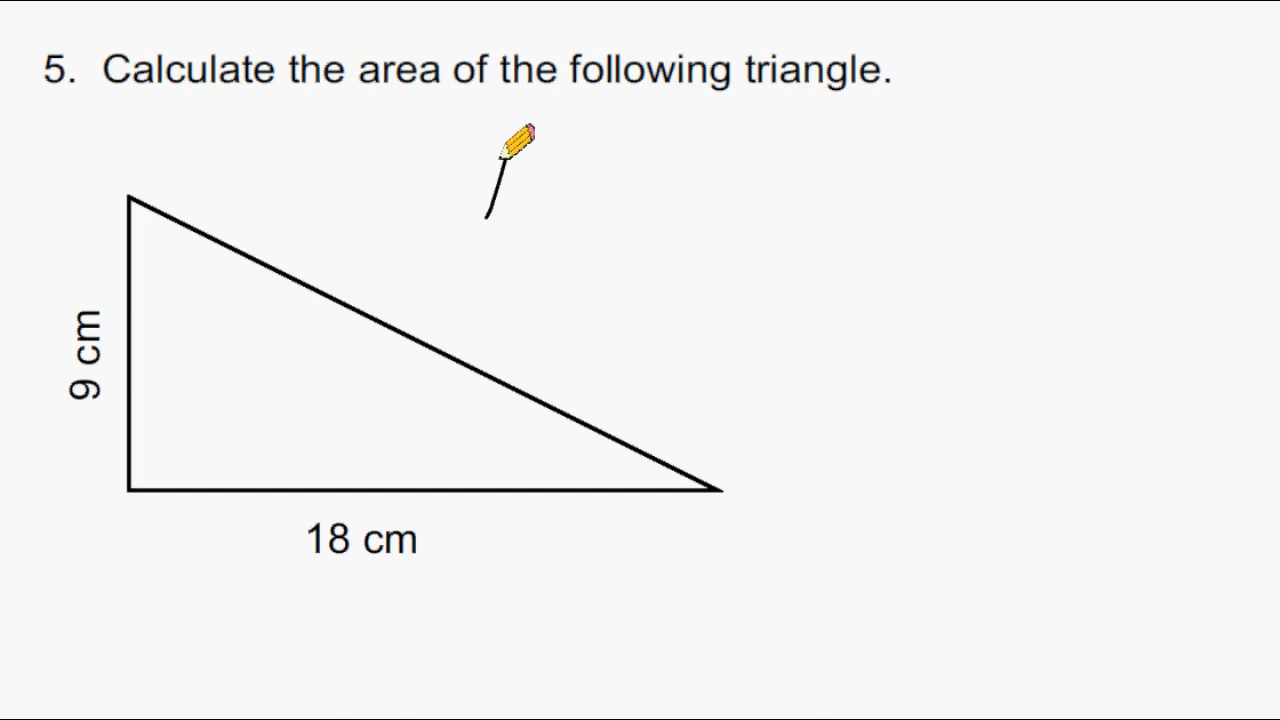 5. Calculate the area of the following triangle.
9 cm
18 cm